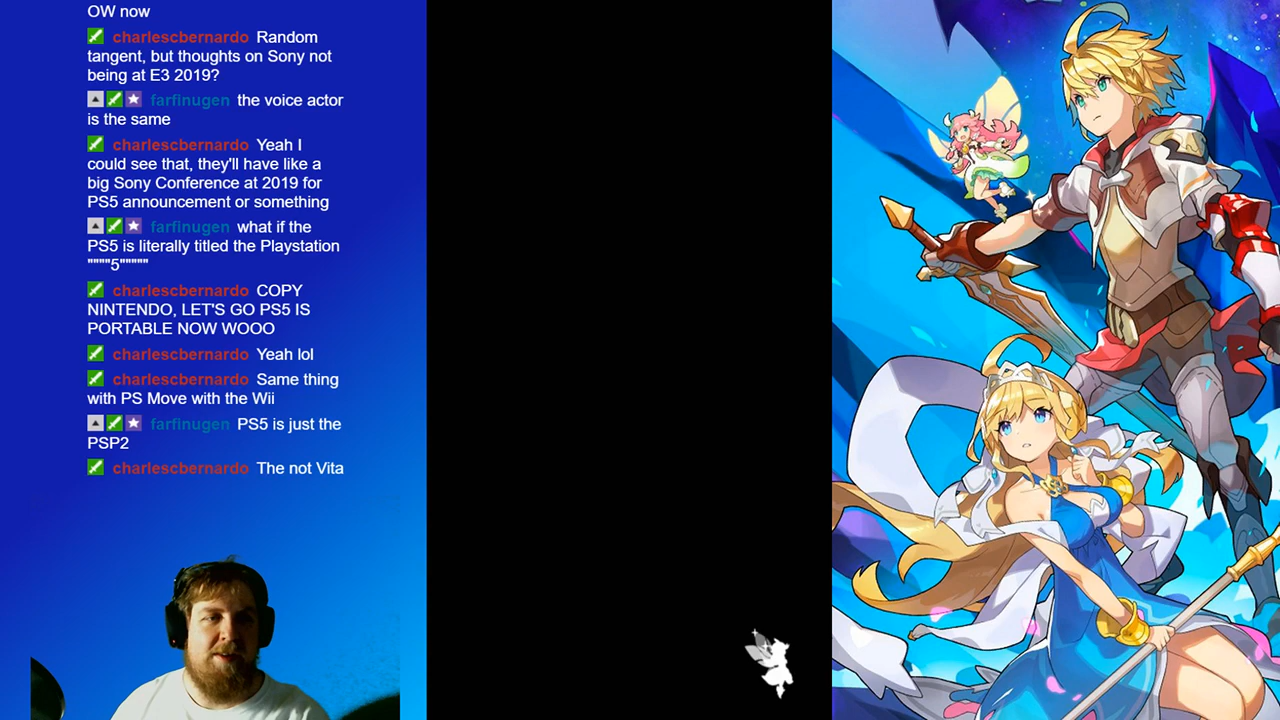 OW now
charlescbernardo Random
tangent, but thoughts on Sony not
being at E3 2019?
farfinugen the voice actor
is the same
charlescbernardo Yeah I
could see that, they'll have like a
big Sony Conference at 2019 for
PS5 announcement or something
farfinugen what if the
PS5 is literally titled the Playstation
""""5"""""
charlescbernardo COPY
NINTENDO, LET'S GO PS5 IS
PORTABLE NOW WOOO
charlescbernardo Yeah lol
charlescbernardo Same thing
with PS Move with the Wii
farfinugen PS5 is just the
PSP2
charlescbernardo The not Vita